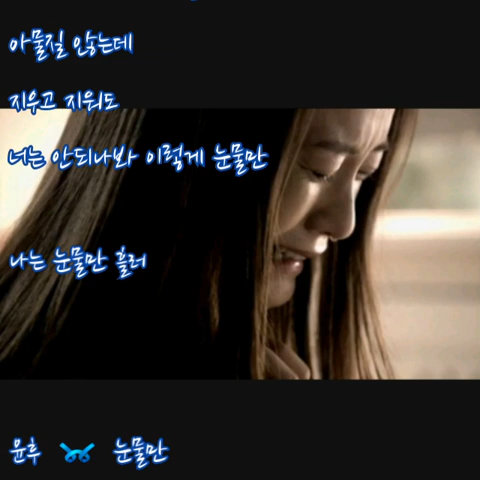 아물질 않는데
지우고 지워도
너는 안되나봐 이렇게 눈물만
나는 눈물만 흘러
윤후 눈물만